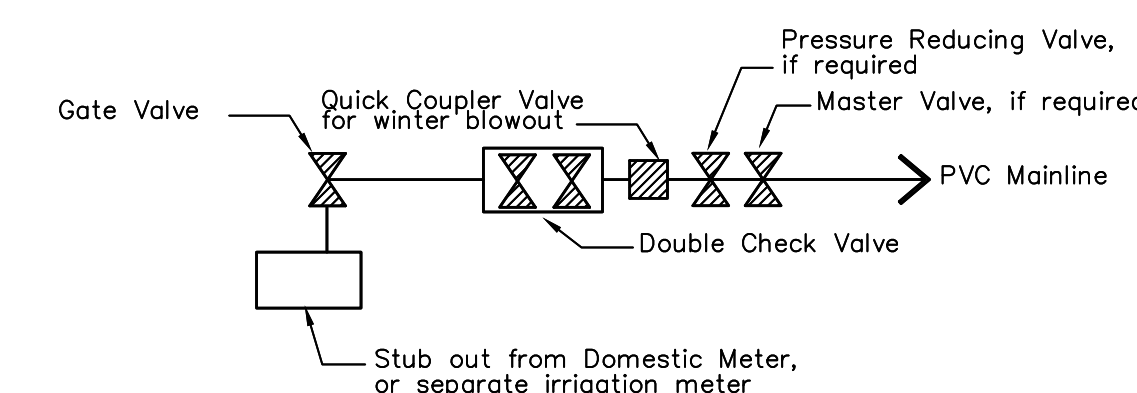 Pressure Reducing Valve,
if required
Gate Valve
Quick Coupler Valve
for winter blowout
Master Valve, if required
PVC Mainline
Double Check Valve
Stub out from Domestic Meter,
or separate irrigation meter